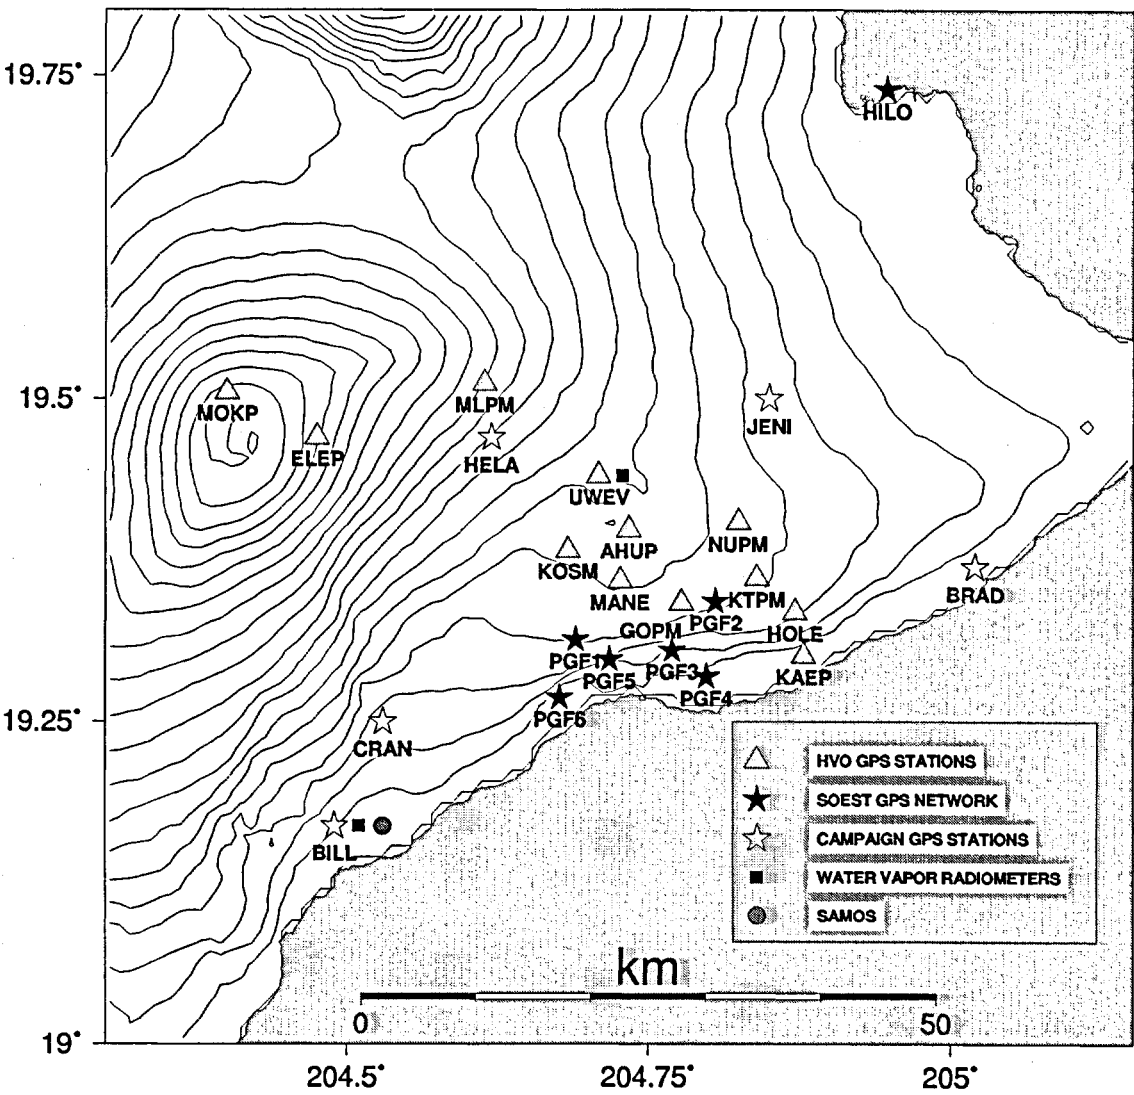 19.75°
HILO
19.5°
MOKP
MLPM
ELEP
HELA
JENI
UWEV
AHUP
NUPM
KOSM
MANE
KTPM
BRAD
PGF2
GOPM
HOLE
PGF1
PGF3
KAEP
PGF5
PGF4
19.25°
PGF6
CRAN
BILL
HVO GPS STATIONS
SOEST GPS NETWORK
CAMPAIGN GPS STATIONS
WATER VAPOR RADIOMETERS
SAMOS
km
0 50
19°
204.5° 204.75° 205°